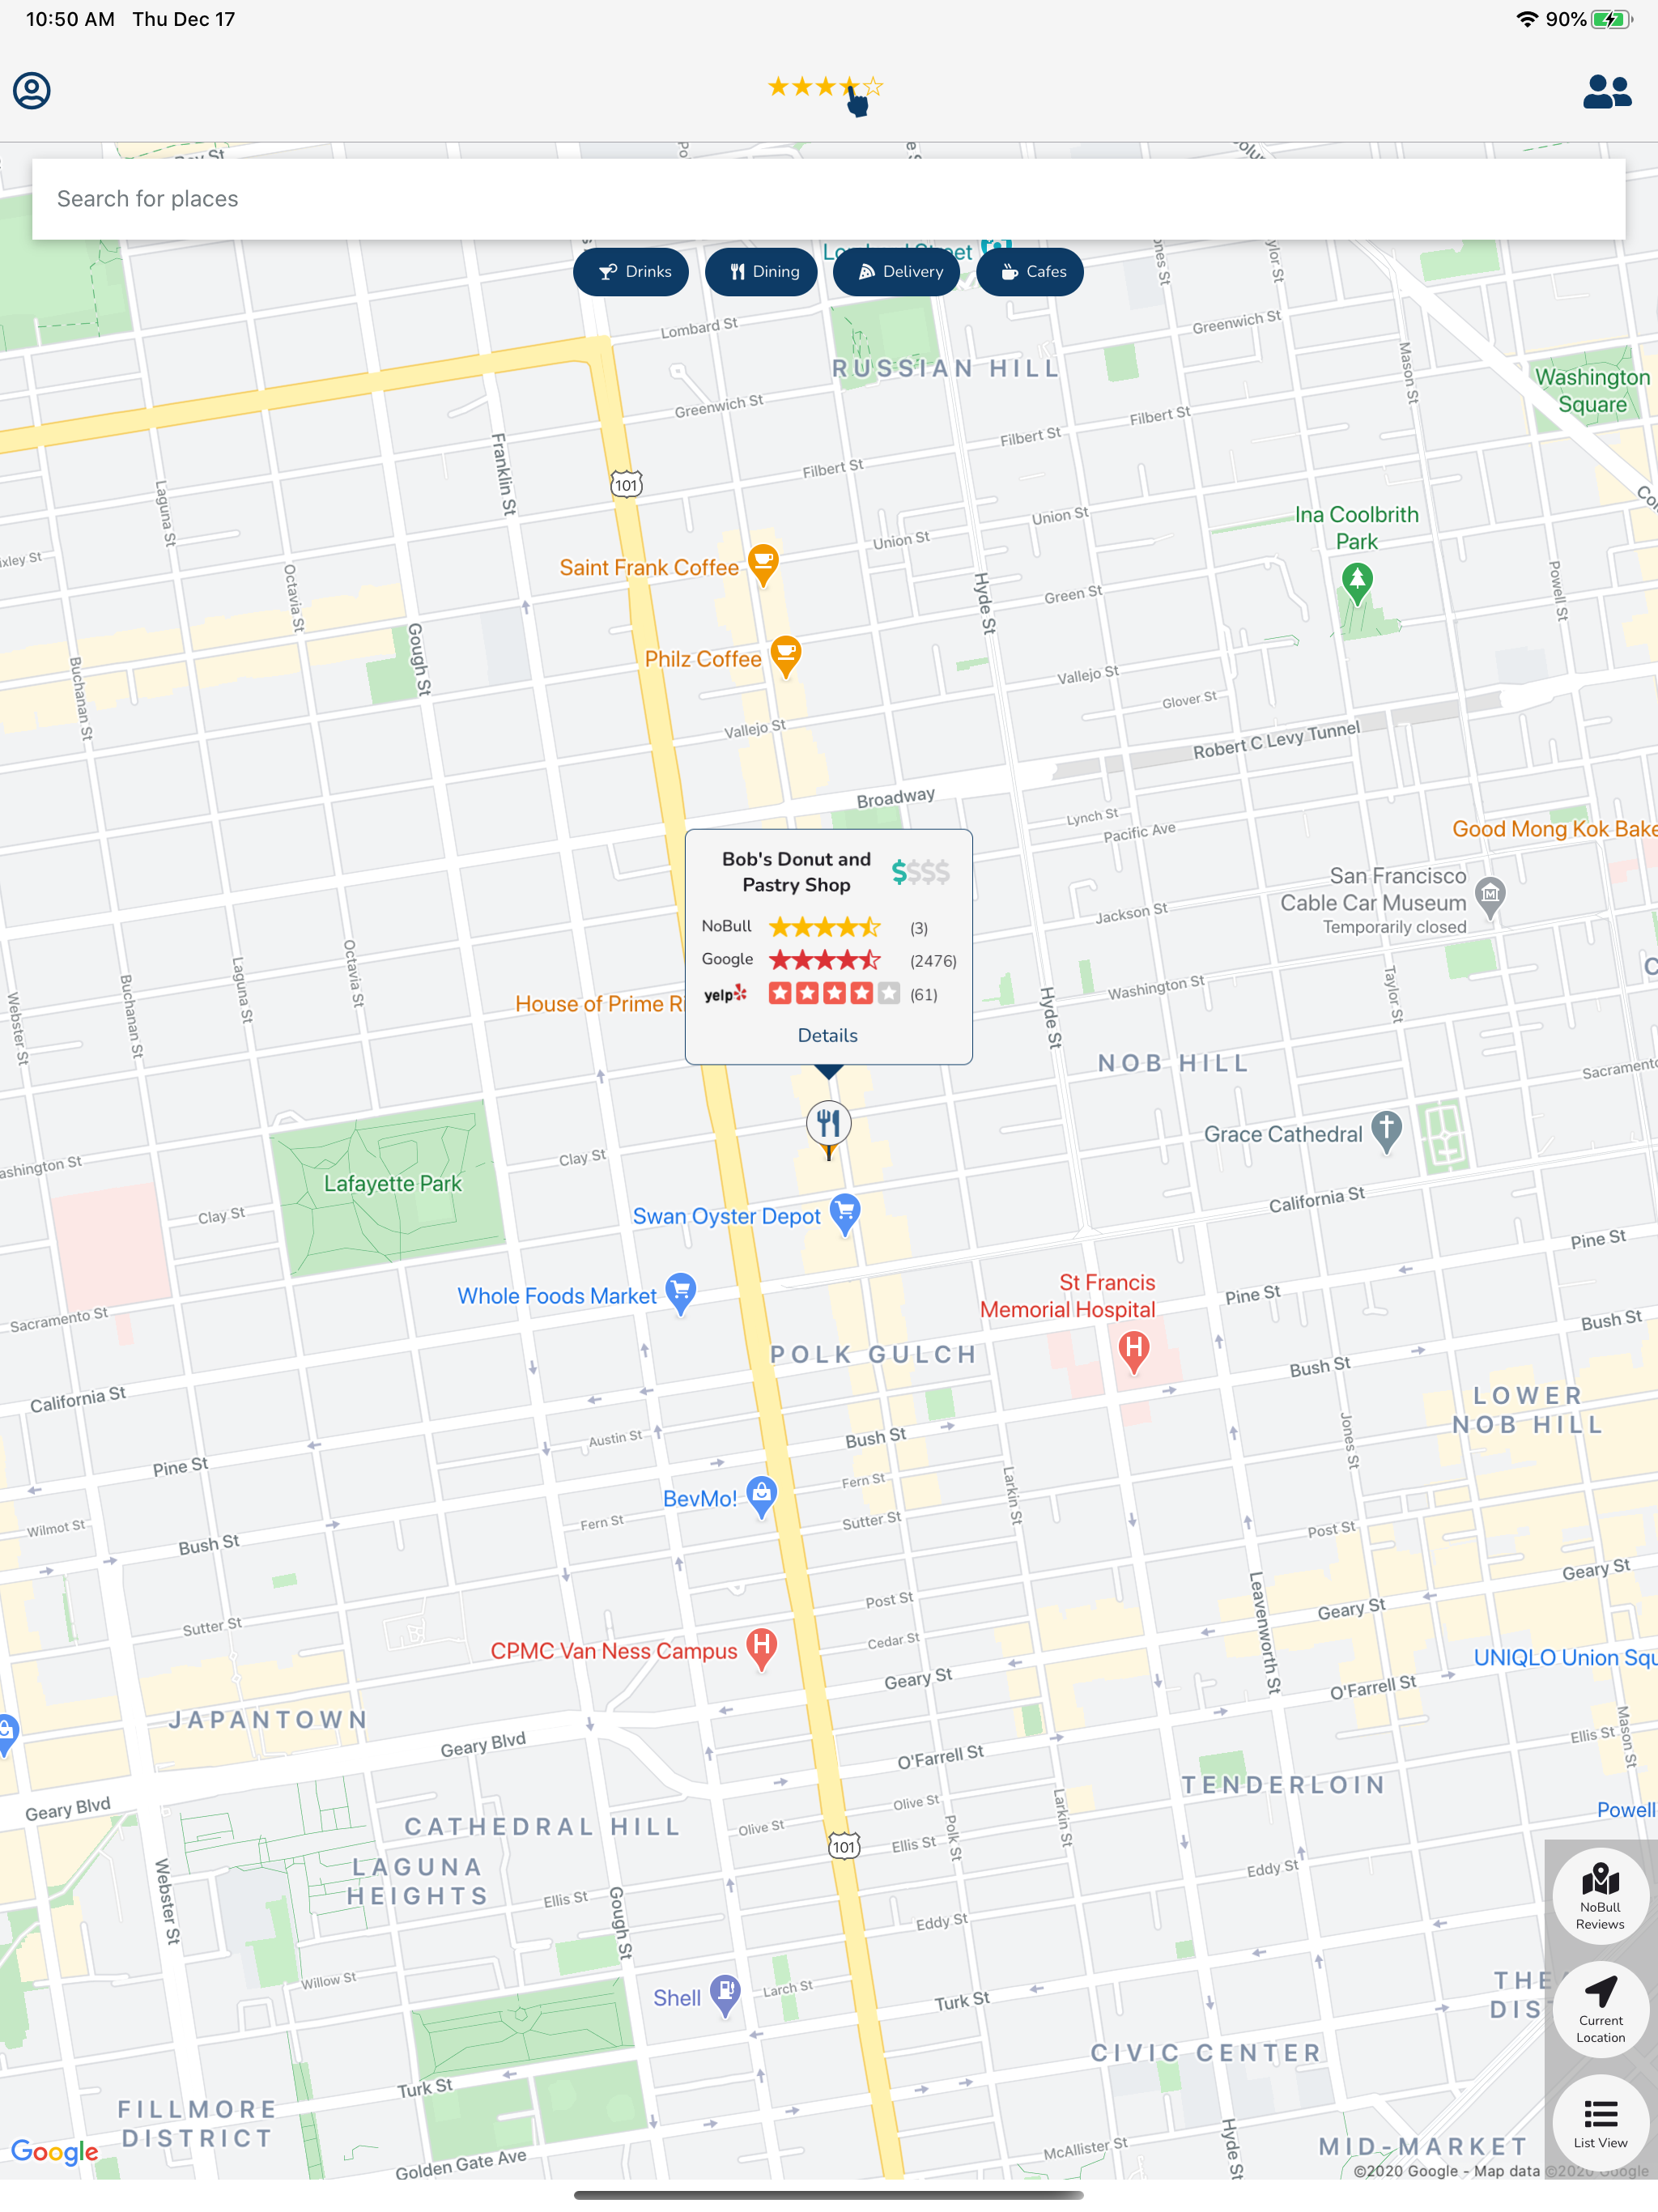 10:50 AM Thu Dec 17
90%
Search for places
Drinks
Dining
Delivery
Cafes
Lombard St
Greenwich St
RUSSIAN HILL
Washington
Square
Mason St
Greenwich St
Filbert St
Filbert St
Filbert St
Franklin St
101
Laguna St
Union St
Union St
Ina Coolbrith
Park
Saint Frank Coffee
Octavia St
Hyde St
Green St
Powell St
Gough St
Philz Coffee
Buchanan St
Vallejo St
Glover St
Vallejo St
Robert C Levy Tunnel
Broadway
Lynch St
Pacific Ave
Good Mong Kok Bake
Bob's Donut and
Pastry Shop
$$$$
NoBull
(3)
Google
(2476)
yelp
(61)
Details
San Francisco
Cable Car Museum
Temporarily closed
Jackson St
Octavia St
Laguna St
Buchanan St
Webster St
House of Prime Ri
Washington St
Taylor St
Hyde St
NOB HILL
Sacramento
Grace Cathedral
Clay St
ashington St
Lafayette Park
Clay St
Swan Oyster Depot
California St
Pine St
Whole Foods Market
St Francis
Memorial Hospital
Pine St
Sacramento St
Bush St
POLK GULCH
H
Bush St
California St
LOWER
NOB HILL
Austin St
Bush St
Jones St
Pine St
Fern St
Larkin St
BevMo!
Wilmot St
Fern St
Sutter St
Post St
Bush St
Geary St
Post St
Leavenworth St
Geary St
Sutter St
Cedar St
CPMC Van Ness Campus
H
UNIQLO Union Squ
Geary St
O'Farrell St
JAPANTOWN
Geary Blvd
O'Farrell St
Ellis St
Mason St
TENDERLOIN
Geary Blvd
Olive St
Larkin St
Powell
CATHEDRAL HILL
Olive St
Polk St
101
Ellis St
LAGUNA
HEIGHTS
Eddy St
Webster St
Ellis St
Gough St
Eddy St
NoBull
Reviews
Willow St
Shell
Larch St
Turk St
THE
DIS
Current
Location
CIVIC CENTER
Turk St
FILLMORE
DISTRICT
Hyde St
McAllister St
MID-MARKET
List View
Google
Golden Gate Ave
©2020 Google - Map data ©2020 Google